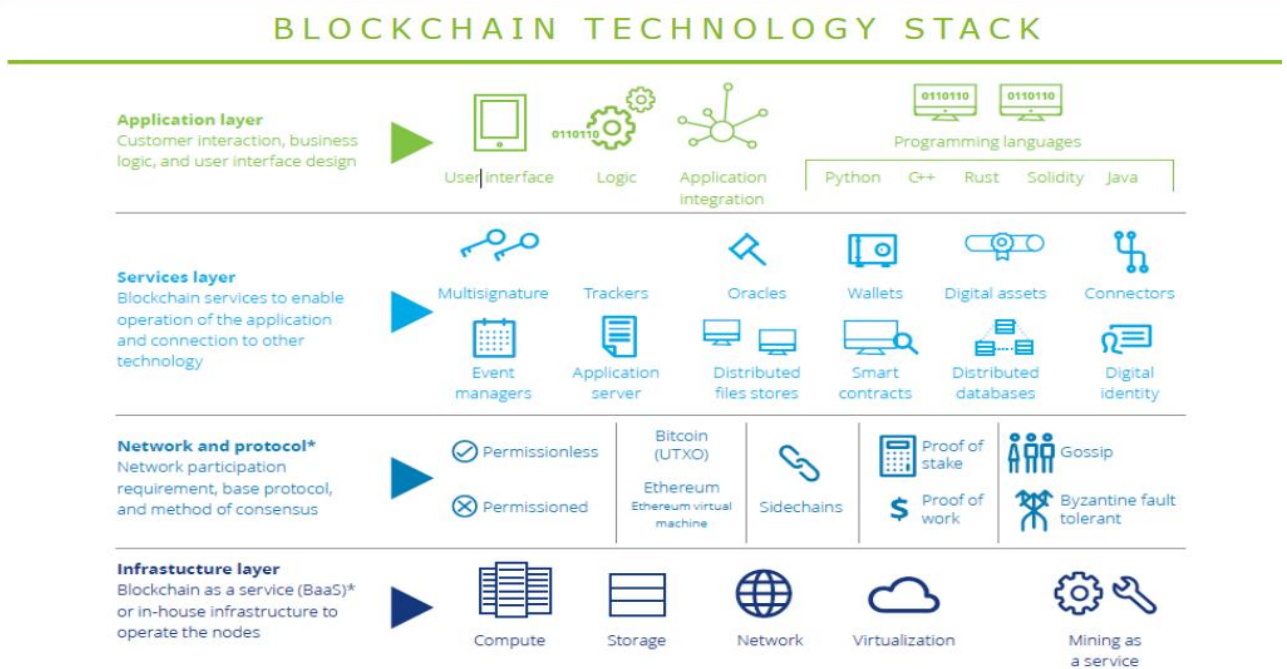 BLOCKCHAIN TECHNOLOGY STACK
Application layer
Customer interaction, business
logic, and user interface design
0110110
0110110
0110110
Programming languages
User interface
Logic
Application
integration
Python
C++
Rust
Solidity
Java
Services layer
Blockchain services to enable
operation of the application
and connection to other
technology
Multisignature
Trackers
Oracles
Wallets
Digital assets
Connectors
Event
managers
Application
server
Distributed
files stores
Smart
contracts
Distributed
databases
Digital
identity
Network and protocol*
Network participation
requirement, base protocol,
and method of consensus
Permissionless
Permissioned
Bitcoin
(UTXO)
Ethereum
Ethereum virtual
machine
Sidechains
Proof of
stake
$
Proof of
work
Gossip
Byzantine fault
tolerant
Infrastucture layer
Blockchain as a service (BaaS)*
or in-house infrastructure to
operate the nodes
Compute
Storage
Network
Virtualization
Mining as
a service